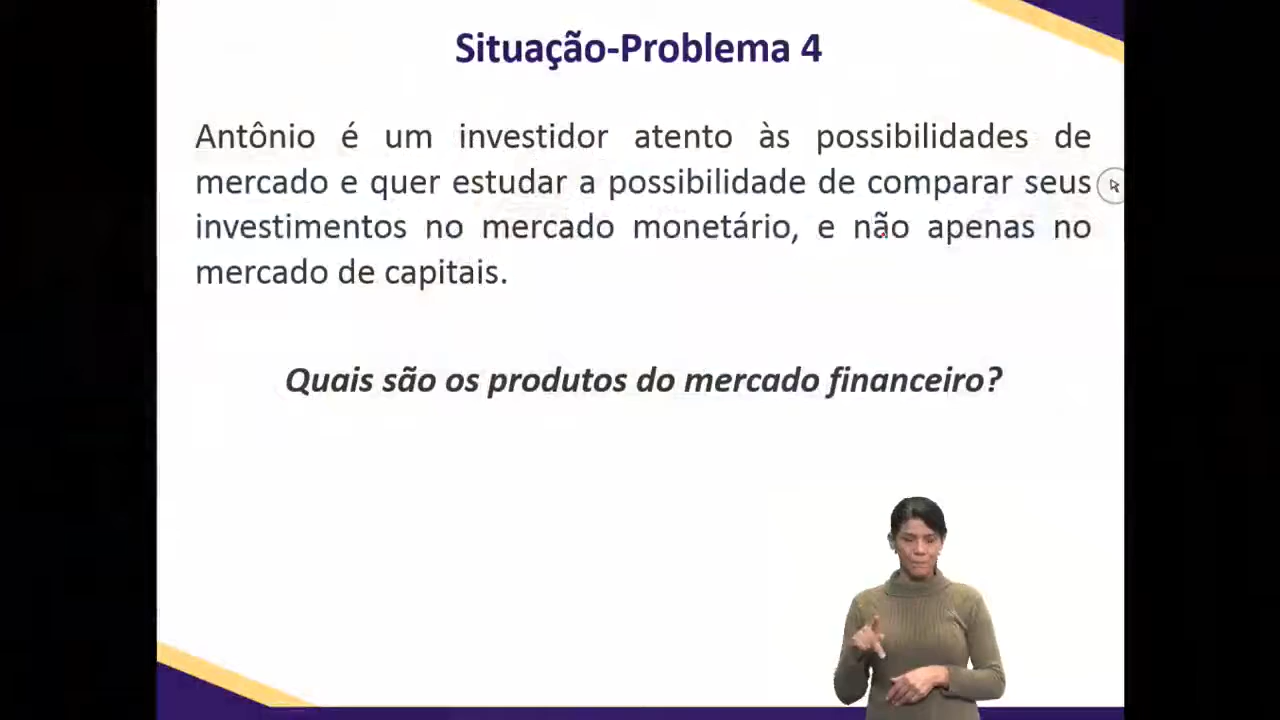 Situação-Problema 4
Antônio é um investidor atento às possibilidades de
mercado e quer estudar a possibilidade de comparar seus
investimentos no mercado monetário, e não apenas no
mercado de capitais.
Quais são os produtos do mercado financeiro?